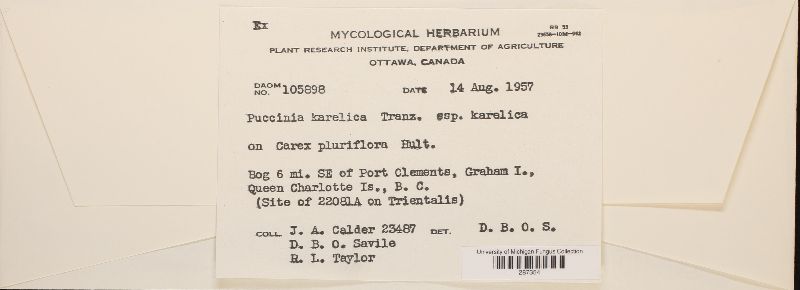 Ex
MYCOLOGICAL HERBARIUM
PLANT RESEARCH INSTITUTE, DEPARTMENT OF AGRICULTURE
OTTAWA, CANADA
DAOM NO. 105898 DATE 14 Aug. 1957
Puccinia karelica Tranz. ssp. karelica
on Carex pluriflora Hult.
Bog 6 mi. SE of Port Clements, Graham I.,
Queen Charlotte Is., B. C.
(Site of 22081A on Trientalis)
COLL. J. A. Calder 23487 DET. D. B. O. S.
D. B. O. Savile
R. L. Taylor
University of Michigan Fungus Collection